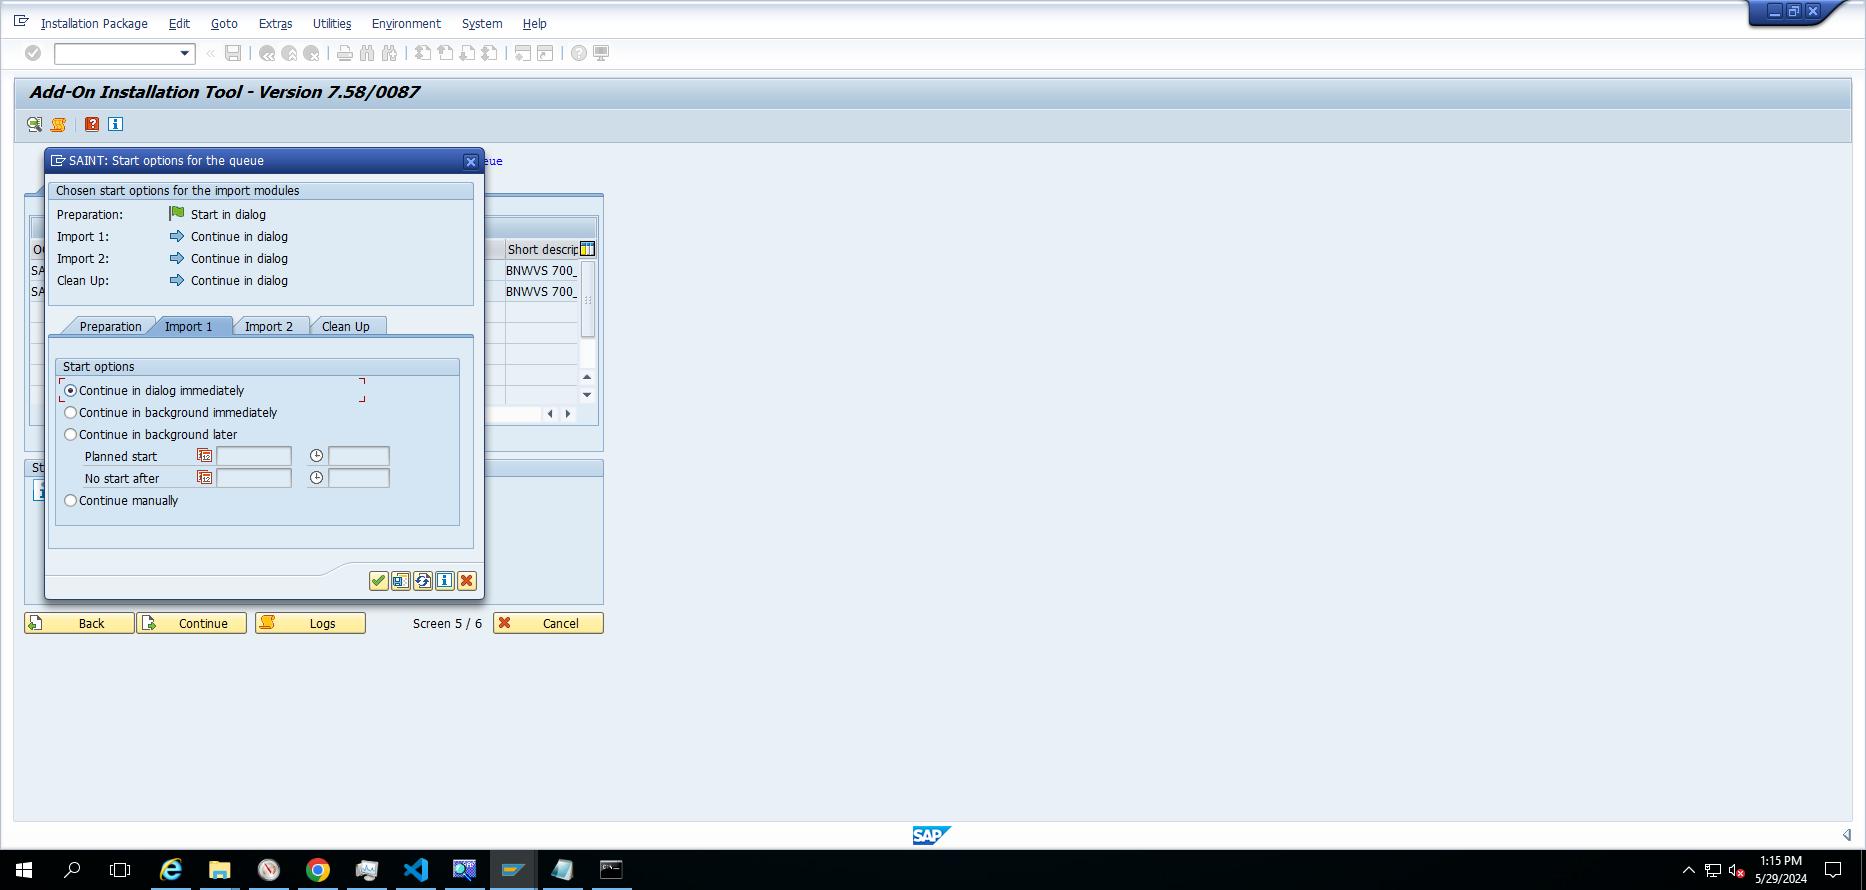 Installation Package Edit Goto Extras Utilities Environment System Help
Add-On Installation Tool - Version 7.58/0087
SAINT: Start options for the queue
eue
Chosen start options for the import modules
Preparation: Start in dialog
Import 1: Continue in dialog
Import 2: Continue in dialog
Clean Up: Continue in dialog
Short descrip
SA BNWVS 700_
SA BNWVS 700_
Preparation Import 1 Import 2 Clean Up
Start options
Continue in dialog immediately
Continue in background immediately
Continue in background later
Planned start
No start after
Continue manually
St
Back Continue Logs Screen 5 / 6 Cancel
SAP
1:15 PM
5/29/2024